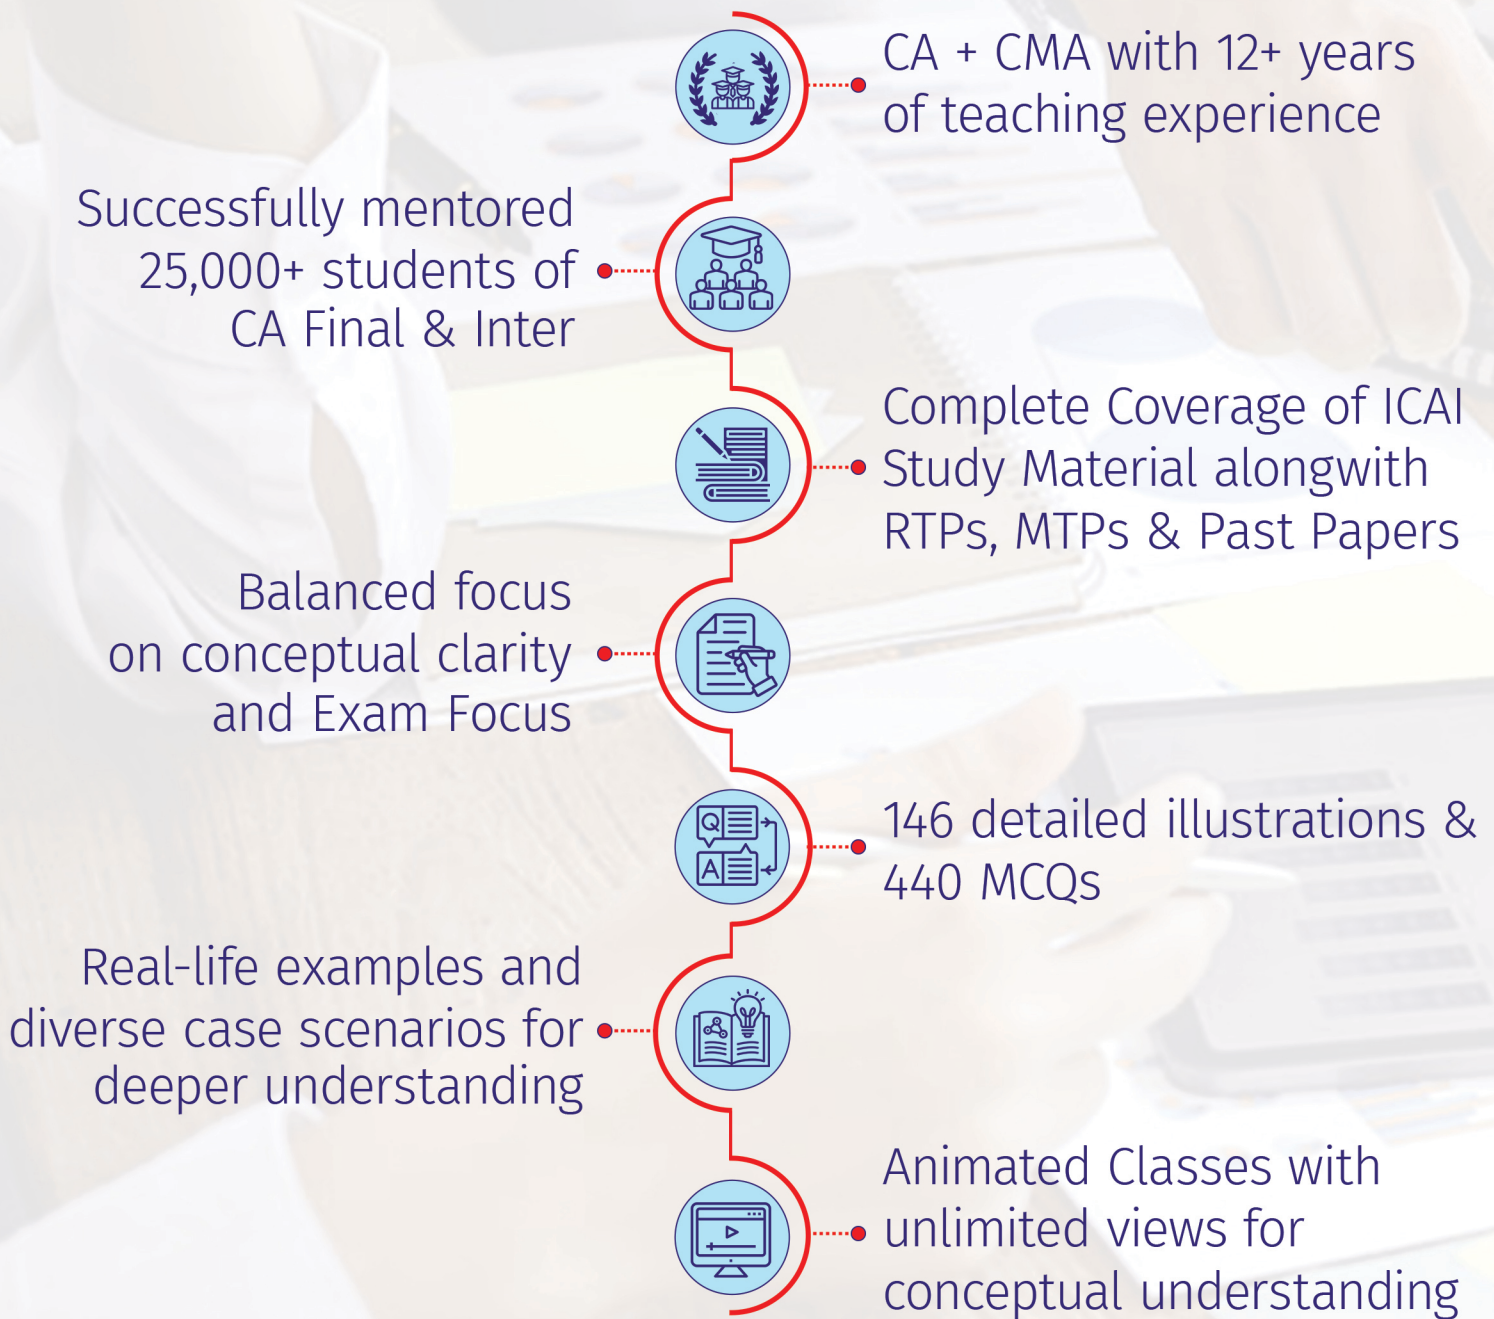 CA + CMA with 12+ years
of teaching experience
Successfully mentored
25,000+ students of
CA Final & Inter
Complete Coverage of ICAI
Study Material alongwith
RTPs, MTPs & Past Papers
Balanced focus
on conceptual clarity
and Exam Focus
Q
A
146 detailed illustrations &
440 MCQs
Real-life examples and
diverse case scenarios for
deeper understanding
Animated Classes with
unlimited views for
conceptual understanding